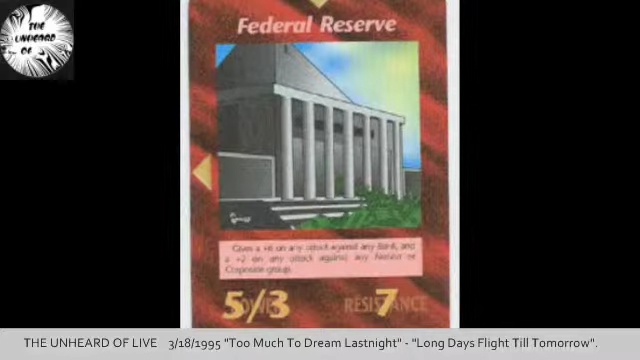 THE
UNHEARD
OF
Federal Reserve
Gives a +6 on any attack against any Bank, and
a +2 on any attack against any Nation or
Corporate group.
POWER
5/3
RESISTANCE
7
THE UNHEARD OF LIVE 3/18/1995 "Too Much To Dream Lastnight" - "Long Days Flight Till Tomorrow".